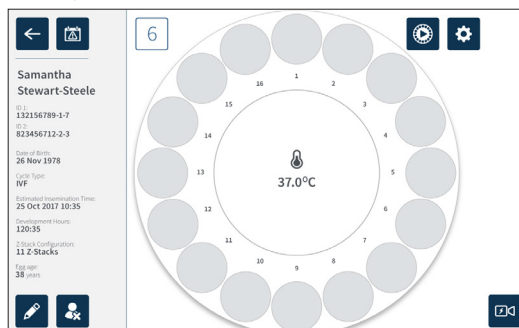 Samantha
Stewart-Steele
ID 1:
132156789-1-7
ID 2:
823456712-2-3
Date of Birth:
26 Nov 1978
Cycle Type:
IVF
Estimated Insemination Time:
25 Oct 2017 10:35
Development Hours:
120:35
Z-Stack Configuration:
11 Z-Stacks
Egg age:
38 years
6
1
2
3
4
5
6
7
8
9
10
11
12
13
14
15
16
37.0°C